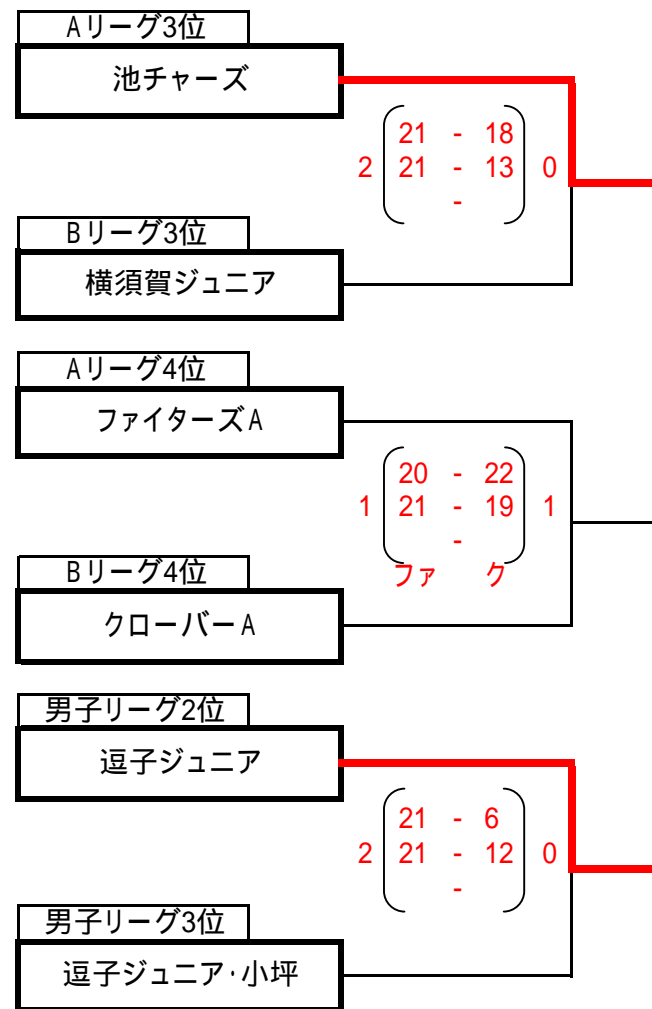 Aリーグ3位
池チャーズ
21 - 18
2 21 - 13 0
-
Bリーグ3位
横須賀ジュニア
Aリーグ4位
ファイターズA
20 - 22
1 21 - 19 1
-
ファ ク
Bリーグ4位
クローバーA
男子リーグ2位
逗子ジュニア
21 - 6
2 21 - 12 0
-
男子リーグ3位
逗子ジュニア・小坪